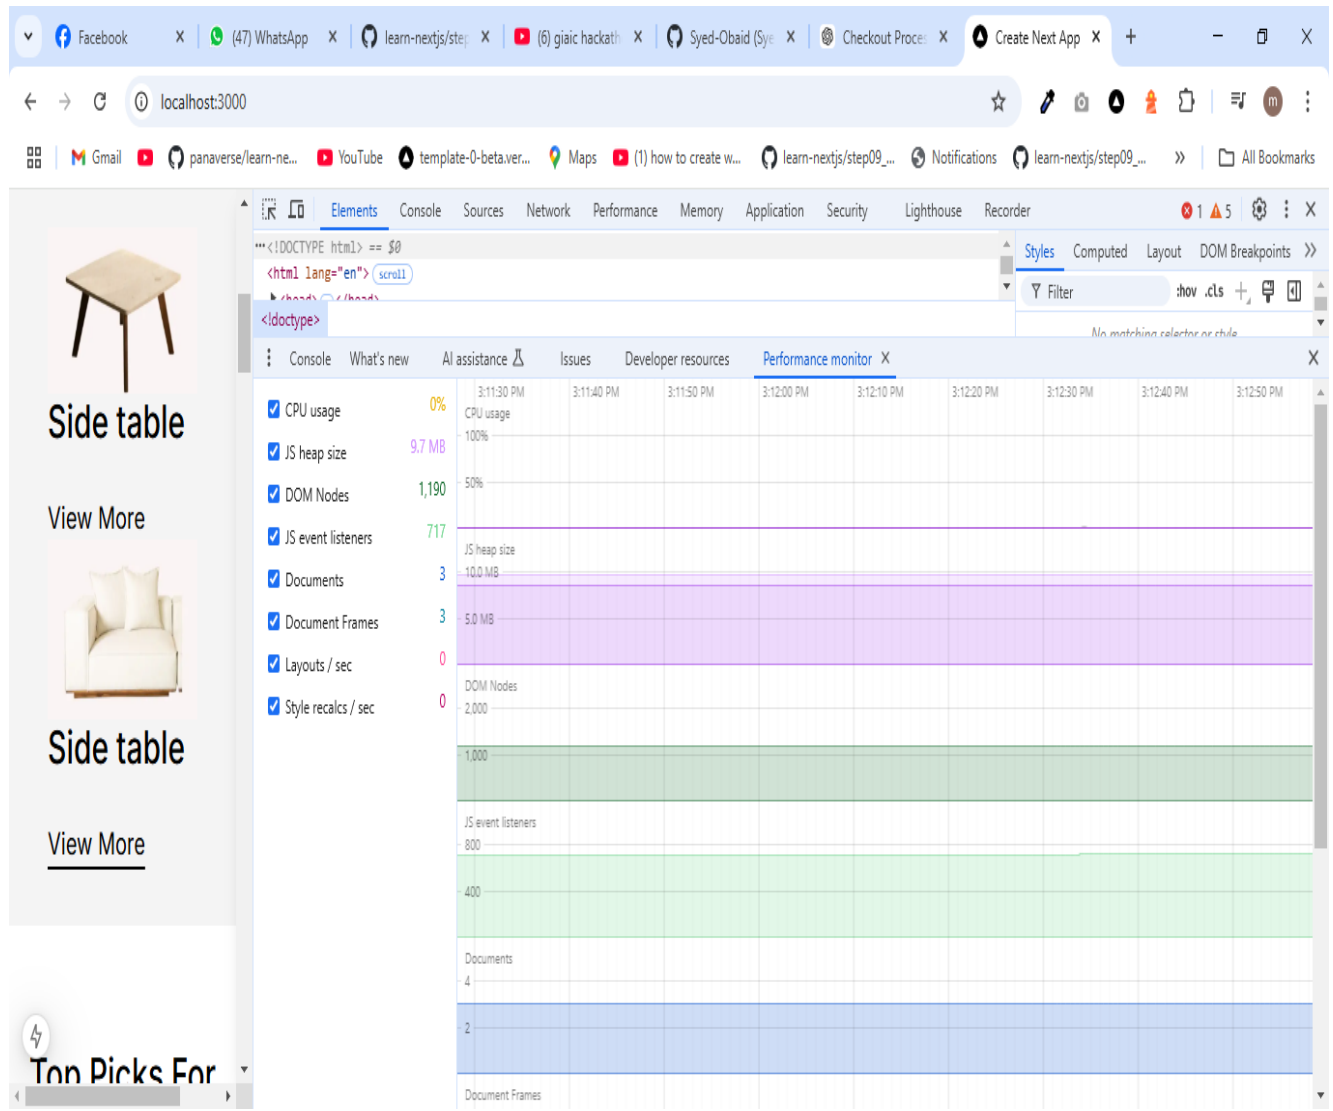 Facebook
(47) WhatsApp
learn-nextjs/step
(6) giaic hackath
Syed-Obaid (Sye
Checkout Proces
Create Next App
localhost:3000
m
Gmail
panaverse/learn-ne...
YouTube
template-0-beta.ver...
Maps
(1) how to create w...
learn-nextjs/step09_...
Notifications
learn-nextjs/step09_...
All Bookmarks
Side table
View More
Side table
View More
Top Picks For
Elements
Console
Sources
Network
Performance
Memory
Application
Security
Lighthouse
Recorder
1
5
<!DOCTYPE html> == $0
<html lang="en"> scroll
<head> </head>
<!doctype>
Styles
Computed
Layout
DOM Breakpoints
Filter
:hov .cls
No matching selector or style
Console
What's new
AI assistance
Issues
Developer resources
Performance monitor
CPU usage 0%
JS heap size 9.7 MB
DOM Nodes 1,190
JS event listeners 717
Documents 3
Document Frames 3
Layouts / sec 0
Style recalcs / sec 0
3:11:30 PM 3:11:40 PM 3:11:50 PM 3:12:00 PM 3:12:10 PM 3:12:20 PM 3:12:30 PM 3:12:40 PM 3:12:50 PM
CPU usage
100%
50%
JS heap size
10.0 MB
5.0 MB
DOM Nodes
2,000
1,000
JS event listeners
800
400
Documents
4
2
Document Frames